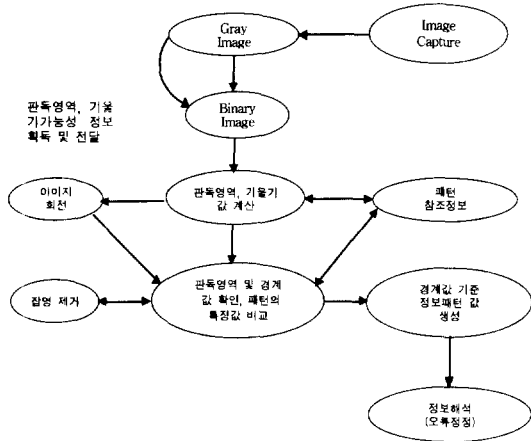 Gray
Image
Image
Capture
판독영역, 기울
기가능성 정보
획득 및 전달
Binary
Image
이미지
회전
판독영역, 기울기
값 계산
패턴
참조정보
잡영 제거
판독영역 및 경계
값 확인, 패턴의
특정값 비교
경계값 기준
정보패턴 값
생성
정보해석
(오류정정)